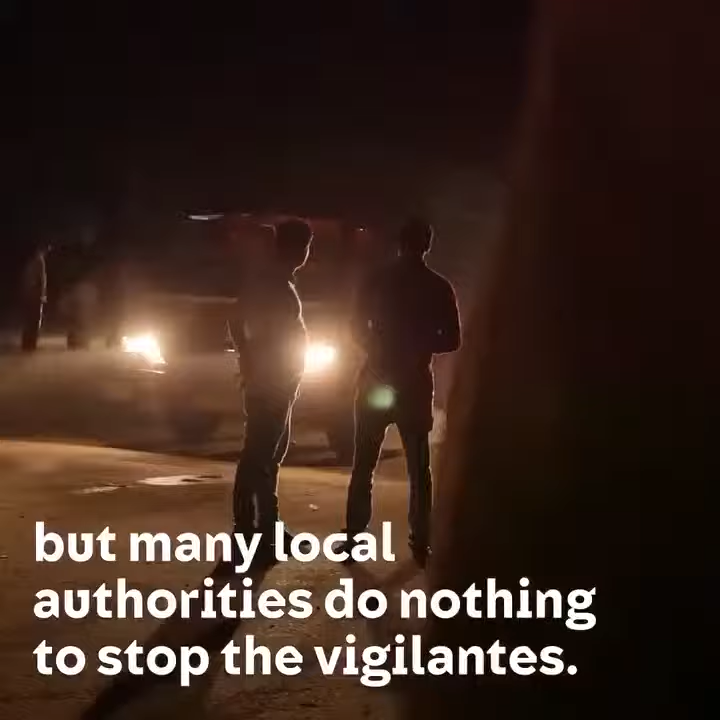 but many local
authorities do nothing
to stop the vigilantes.